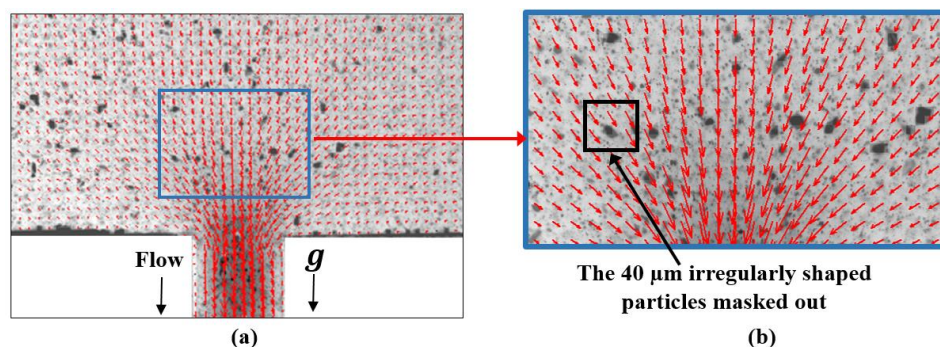 Flow
g
(a)
The 40 µm irregularly shaped
particles masked out
(b)